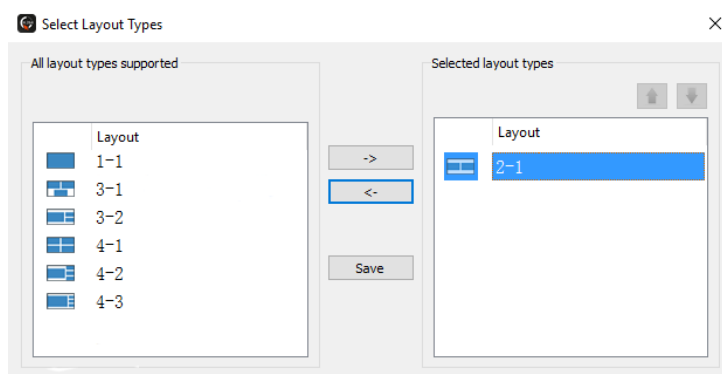 Select Layout Types
All layout types supported
Layout
1-1
3-1
3-2
4-1
4-2
4-3
->
<-
Save
Selected layout types
Layout
2-1